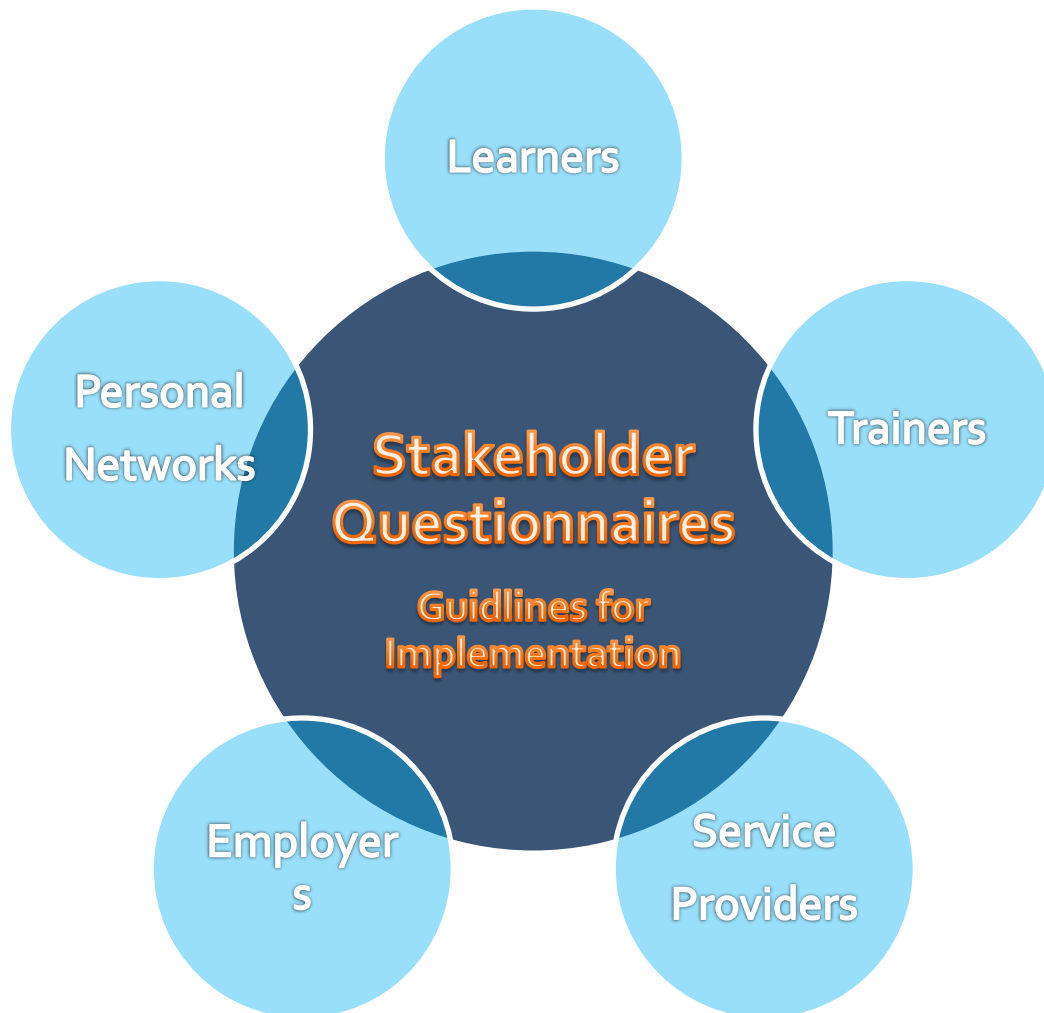 Learners
Personal
Networks
Trainers
Stakeholder
Questionnaires
Guidlines for
Implementation
Employer
s
Service
Providers